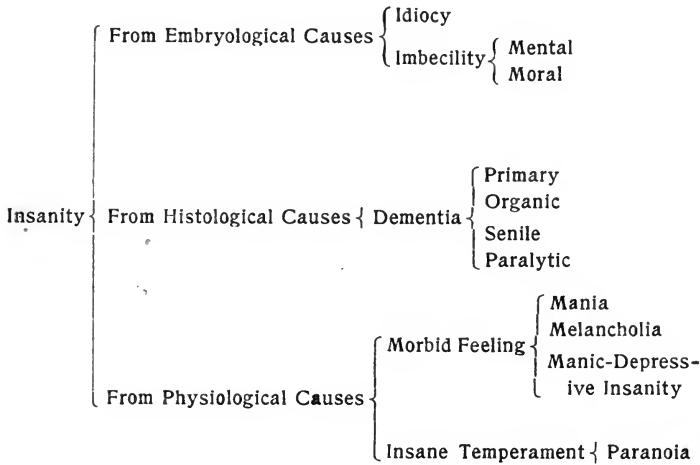 Idiocy
From Embryological Causes
Imbecility
Mental
Moral
Primary
Organic
Insanity
From Histological Causes
Dementia
Senile
Paralytic
Mania
Melancholia
Morbid Feeling
Manic-Depress-
ive Insanity
From Physiological Causes
Insane Temperament
Paranoia